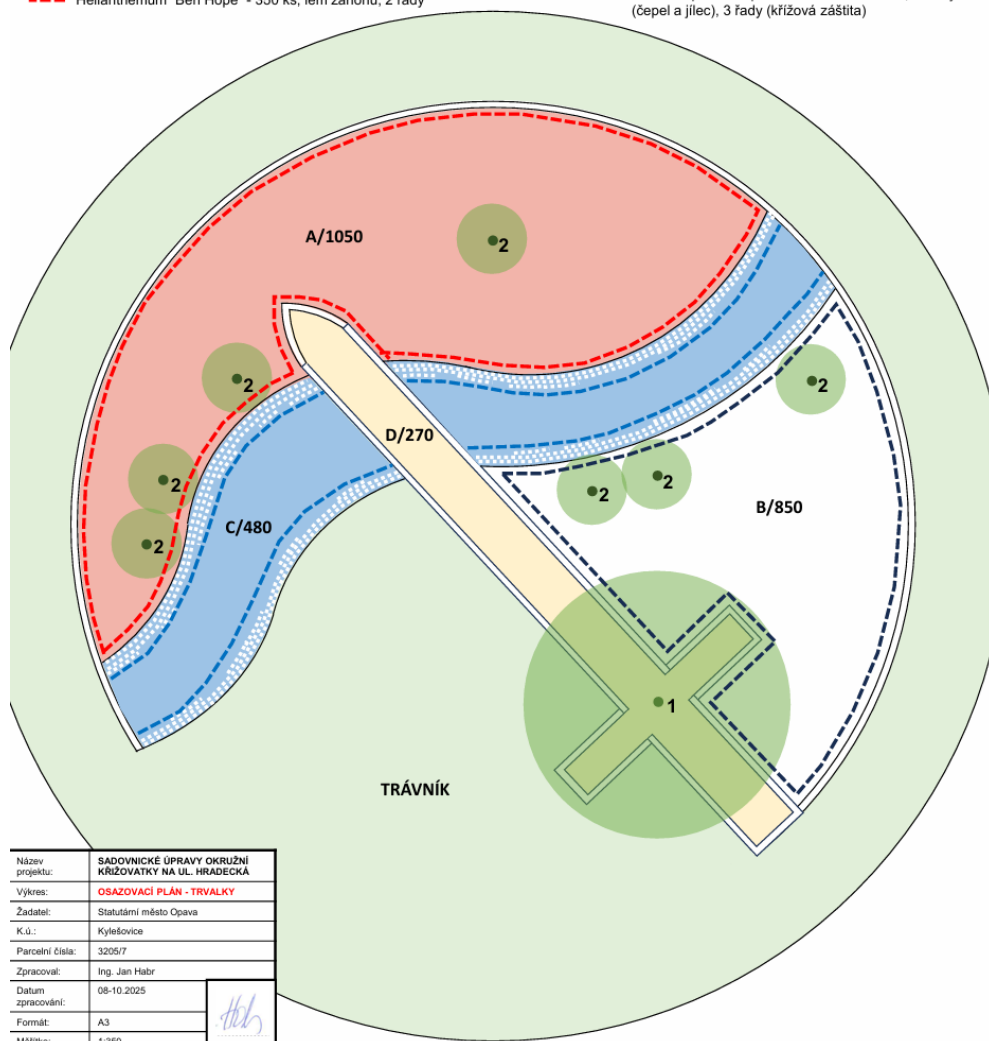 Helianthemum "Ben Hope" - 350 ks, lem záhonu, 2 řady
(čepel a jílec), 3 řady (křížová záštita)
A/1050
2
2
D/270
2
2
2
2
2
B/850
C/480
1
TRÁVNÍK
Název projektu: SADOVNICKÉ ÚPRAVY OKRUŽNÍ KŘIŽOVATKY NA UL. HRADECKÁ
Výkres: OSAZOVACÍ PLÁN - TRVALKY
Žadatel: Statutární město Opava
K.ú.: Kylešovice
Parcelní čísla: 3205/7
Zpracoval: Ing. Jan Habr
Datum zpracování: 08-10.2025
Formát: A3
Měřítko: 1:350